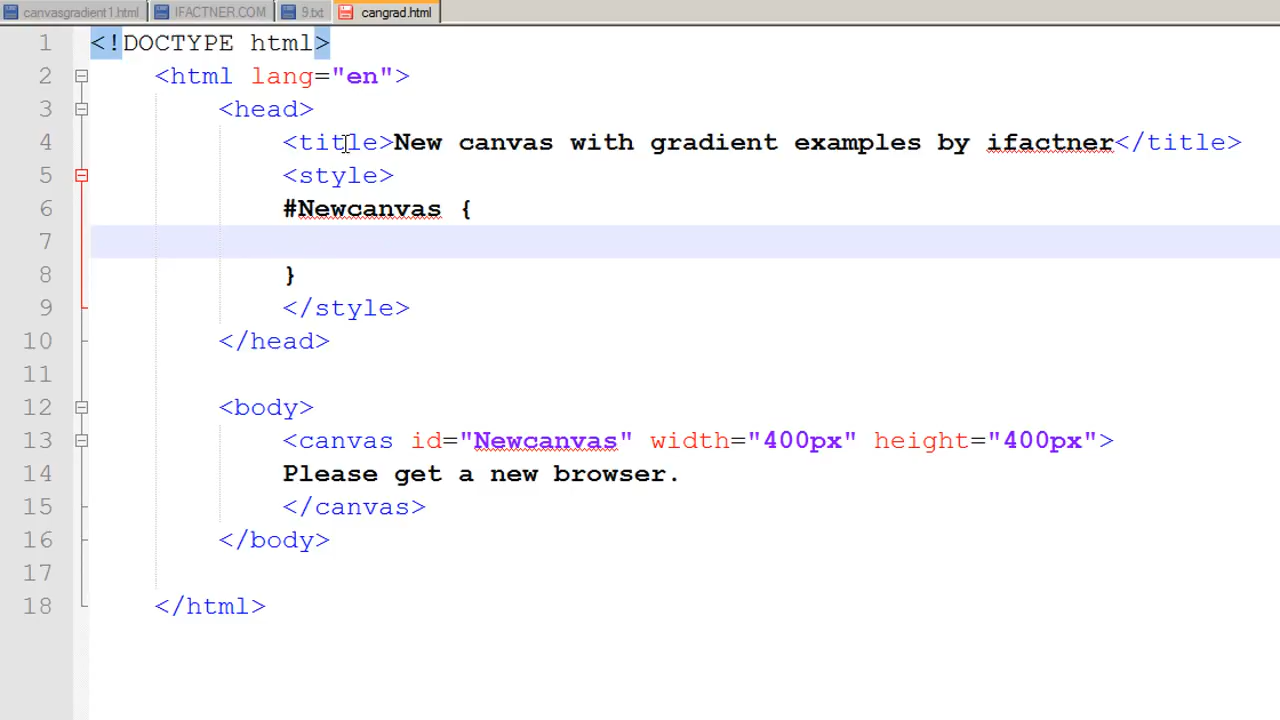 canvasgradient1.html IFACTNER.COM 9.txt cangrad.html
1 <!DOCTYPE html>
2 <html lang="en">
3 <head>
4 <title>New canvas with gradient examples by ifactner</title>
5 <style>
6 #Newcanvas {
7
8 }
9 </style>
10 </head>
11
12 <body>
13 <canvas id="Newcanvas" width="400px" height="400px">
14 Please get a new browser.
15 </canvas>
16 </body>
17
18 </html>